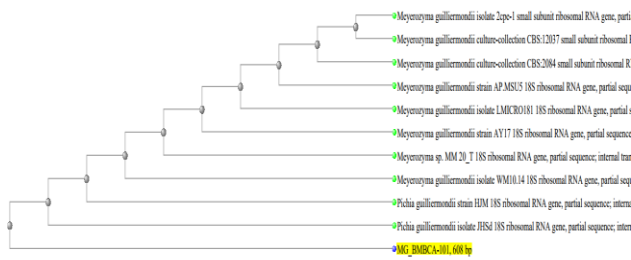 Meyerozyma guilliermondii isolate 2cpe-1 small subunit ribosomal RNA gene, parti
Meyerozyma guilliermondii culture-collection CBS:12037 small subunit ribosomal
Meyerozyma guilliermondii culture-collection CBS:2084 small subunit ribosomal R
Meyerozyma guilliermondii strain AP.MSU5 18S ribosomal RNA gene, partial sequ
Meyerozyma guilliermondii isolate LMICRO181 18S ribosomal RNA gene, partial s
Meyerozyma guilliermondii strain AY17 18S ribosomal RNA gene, partial sequence
Meyerozyma sp. MM 20_T 18S ribosomal RNA gene, partial sequence; internal tran
Meyerozyma guilliermondii isolate WM10.14 18S ribosomal RNA gene, partial sequ
Pichia guilliermondii strain HJM 18S ribosomal RNA gene, partial sequence; interna
Pichia guilliermondii isolate JHSd 18S ribosomal RNA gene, partial sequence; intern
MG_BMBCA-101, 608 bp